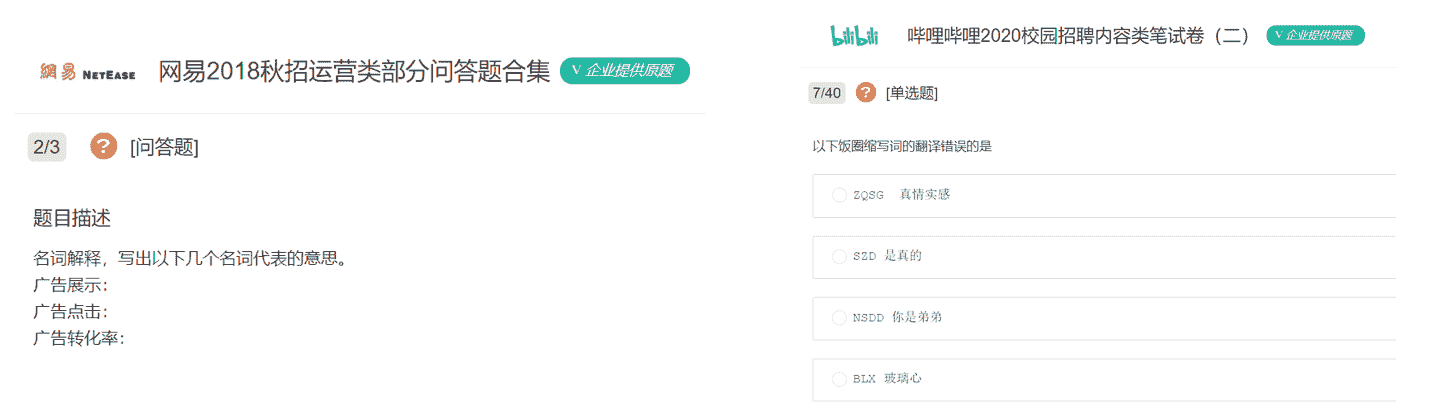 網易 NETEASE 网易2018秋招运营类部分问答题合集 V 企业提供原题
2/3 ? [问答题]
题目描述
名词解释，写出以下几个名词代表的意思。
广告展示：
广告点击：
广告转化率：
bilibili 哔哩哔哩2020校园招聘内容类笔试卷（二） V 企业提供原题
7/40 ? [单选题]
以下饭圈缩写词的翻译错误的是
ZQSG 真情实感
SZD 是真的
NSDD 你是弟弟
BLX 玻璃心